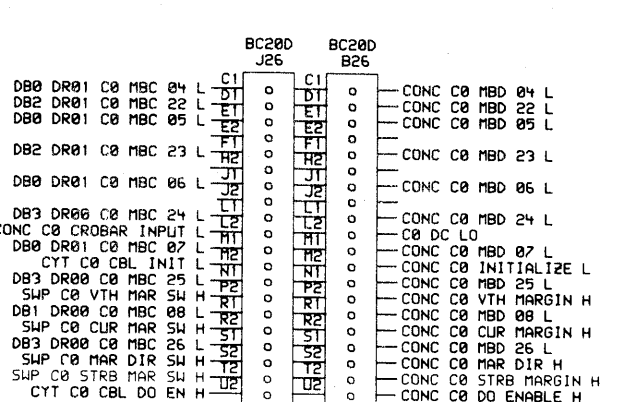 BC20D BC20D
J26 B26
C1 C1
DB0 DR01 C0 MBC 04 L D1 D1 CONC C0 MBD 04 L
DB2 DR01 C0 MBC 22 L E1 E1 CONC C0 MBD 22 L
DB0 DR01 C0 MBC 05 L E2 E2 CONC C0 MBD 05 L
F1 F1
DB2 DR01 C0 MBC 23 L H2 H2 CONC C0 MBD 23 L
J1 J1
DB0 DR01 C0 MBC 06 L J2 J2 CONC C0 MBD 06 L
L1 L1
DB3 DR00 C0 MBC 24 L L2 L2 CONC C0 MBD 24 L
CONC C0 CROBAR INPUT L M1 M1 C0 DC LO
DB0 DR01 C0 MBC 07 L M2 M2 CONC C0 MBD 07 L
CYT C0 CBL INIT L N1 N1 CONC C0 INITIALIZE L
DB3 DR00 C0 MBC 25 L P2 P2 CONC C0 MBD 25 L
SWP C0 VTH MAR SW H R1 R1 CONC C0 VTH MARGIN H
DB1 DR00 C0 MBC 08 L R2 R2 CONC C0 MBD 08 L
SWP C0 CUR MAR SW H S1 S1 CONC C0 CUR MARGIN H
DB3 DR00 C0 MBC 26 L S2 S2 CONC C0 MBD 26 L
SWP C0 MAR DIR SW H T2 T2 CONC C0 MAR DIR H
SWP C0 STRB MAR SW H U2 U2 CONC C0 STRB MARGIN H
CYT C0 CBL DO EN H CONC C0 DO ENABLE H